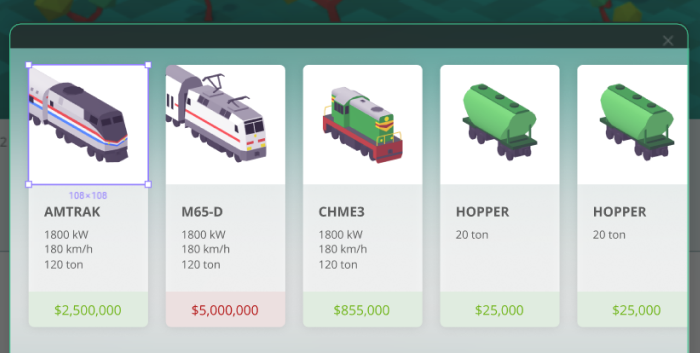 2
108×108
AMTRAK
1800 kW
180 km/h
120 ton
$2,500,000
M65-D
1800 kW
180 km/h
120 ton
$5,000,000
CHME3
1800 kW
180 km/h
120 ton
$855,000
HOPPER
20 ton
$25,000
HOPPER
20 ton
$25,000